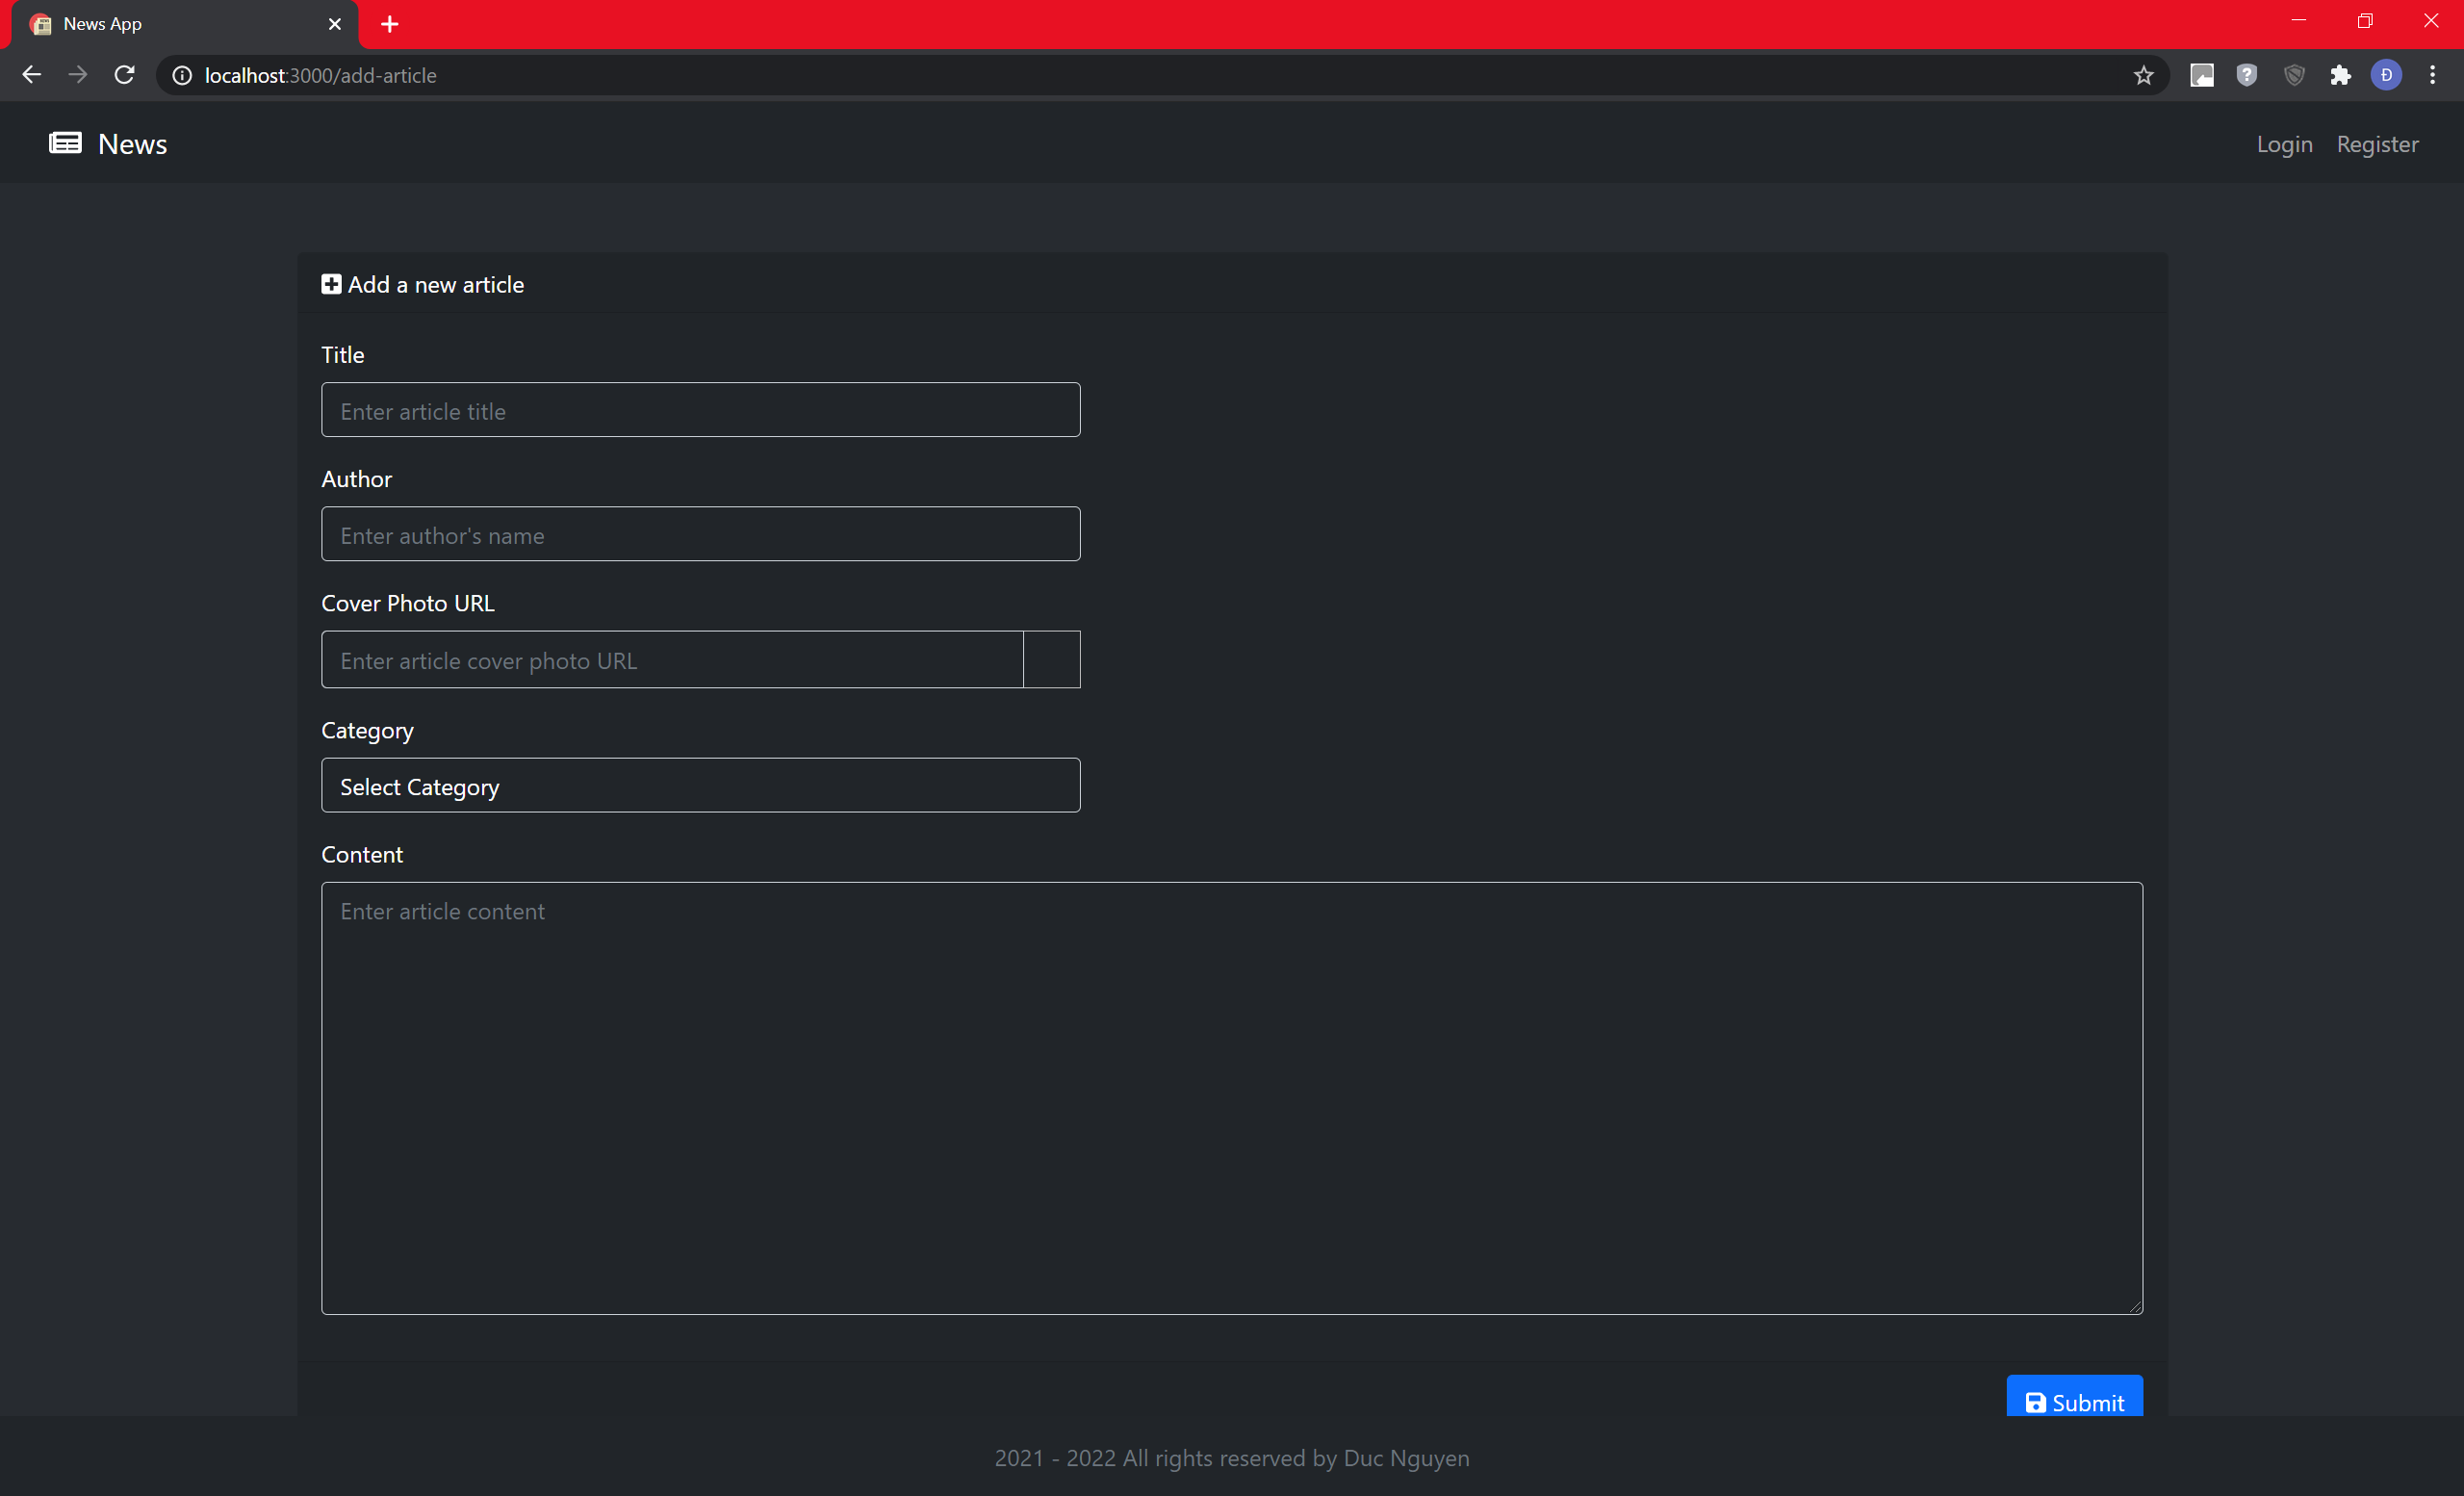 News App
localhost:3000/add-article
Đ
News
Login Register
Add a new article
Title
Enter article title
Author
Enter author's name
Cover Photo URL
Enter article cover photo URL
Category
Select Category
Content
Enter article content
Submit
2021 - 2022 All rights reserved by Duc Nguyen